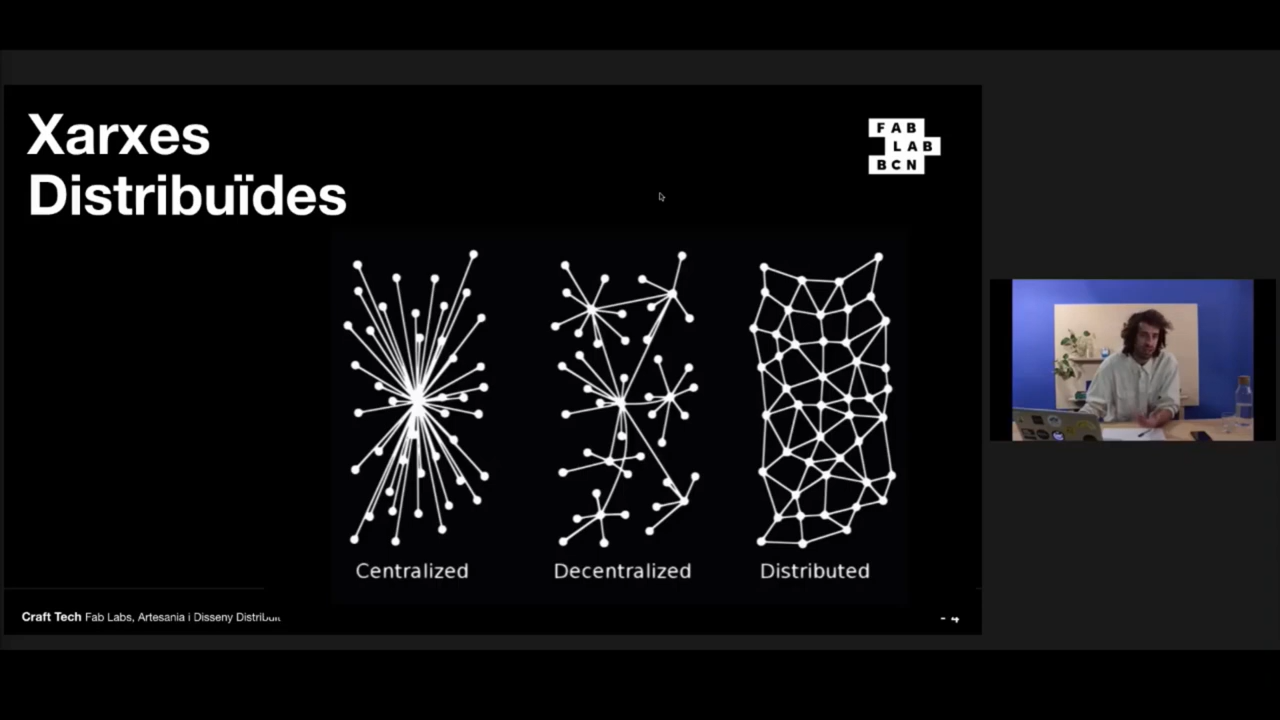 Xarxes
Distribuïdes
FAB
LAB
BCN
Centralized
Decentralized
Distributed
Craft Tech Fab Labs, Artesania i Disseny